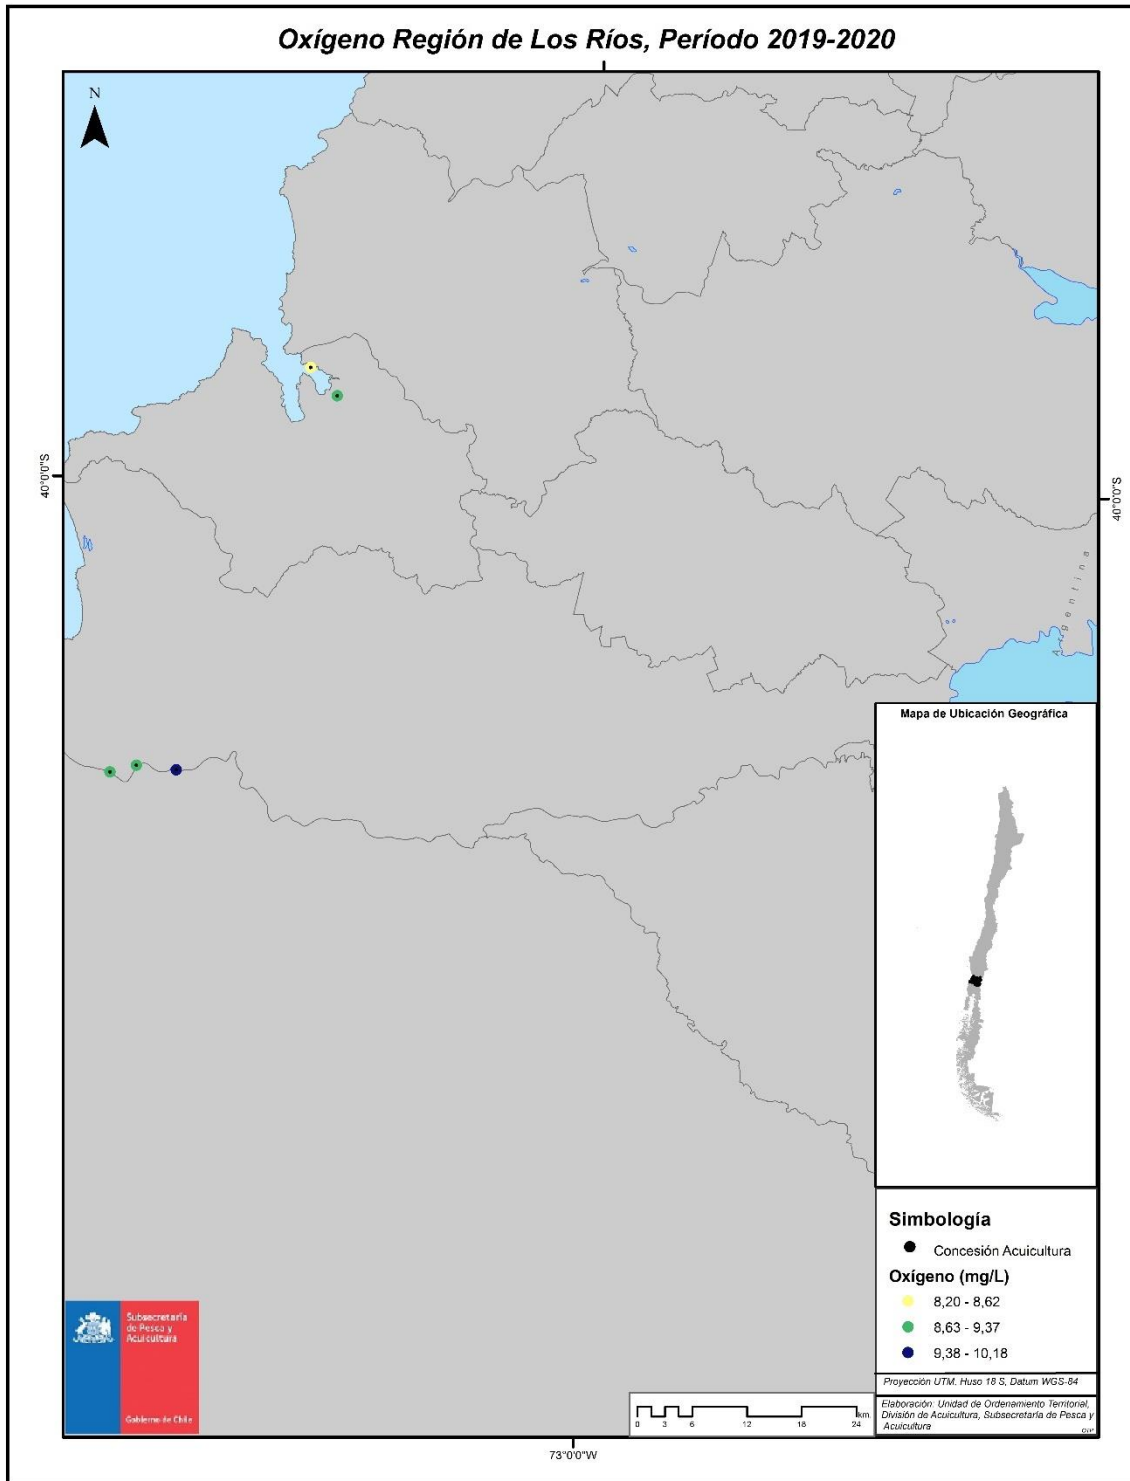 Oxígeno Región de Los Ríos, Período 2019-2020
N
40°0'0"S
40°0'0"S
Argentina
Mapa de Ubicación Geográfica
Simbología
Concesión Acuicultura
Oxígeno (mg/L)
8,20 - 8,62
8,63 - 9,37
9,38 - 10,18
Proyección UTM. Huso 18 S, Datum WGS-84
Elaboración: Unidad de Ordenamiento Territorial,
División de Acuicultura, Subsecretaría de Pesca y
Acuicultura
Subsecretaría
de Pesca y
Acuicultura
Gobierno de Chile
km
0 3 6 12 18 24
73°0'0"W